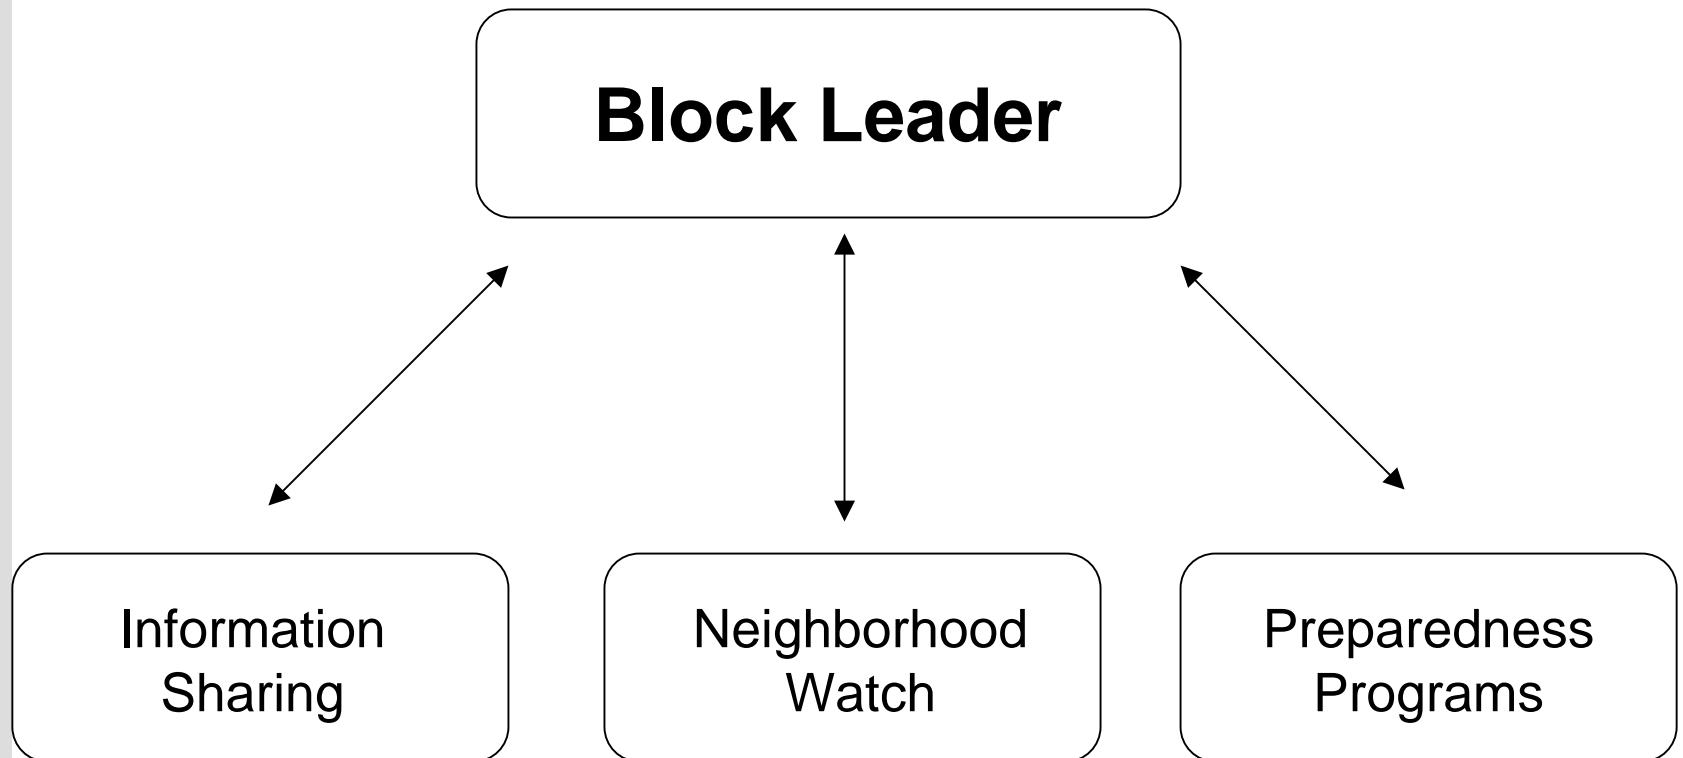 Block Leader
Information
Sharing
Neighborhood
Watch
Preparedness
Programs